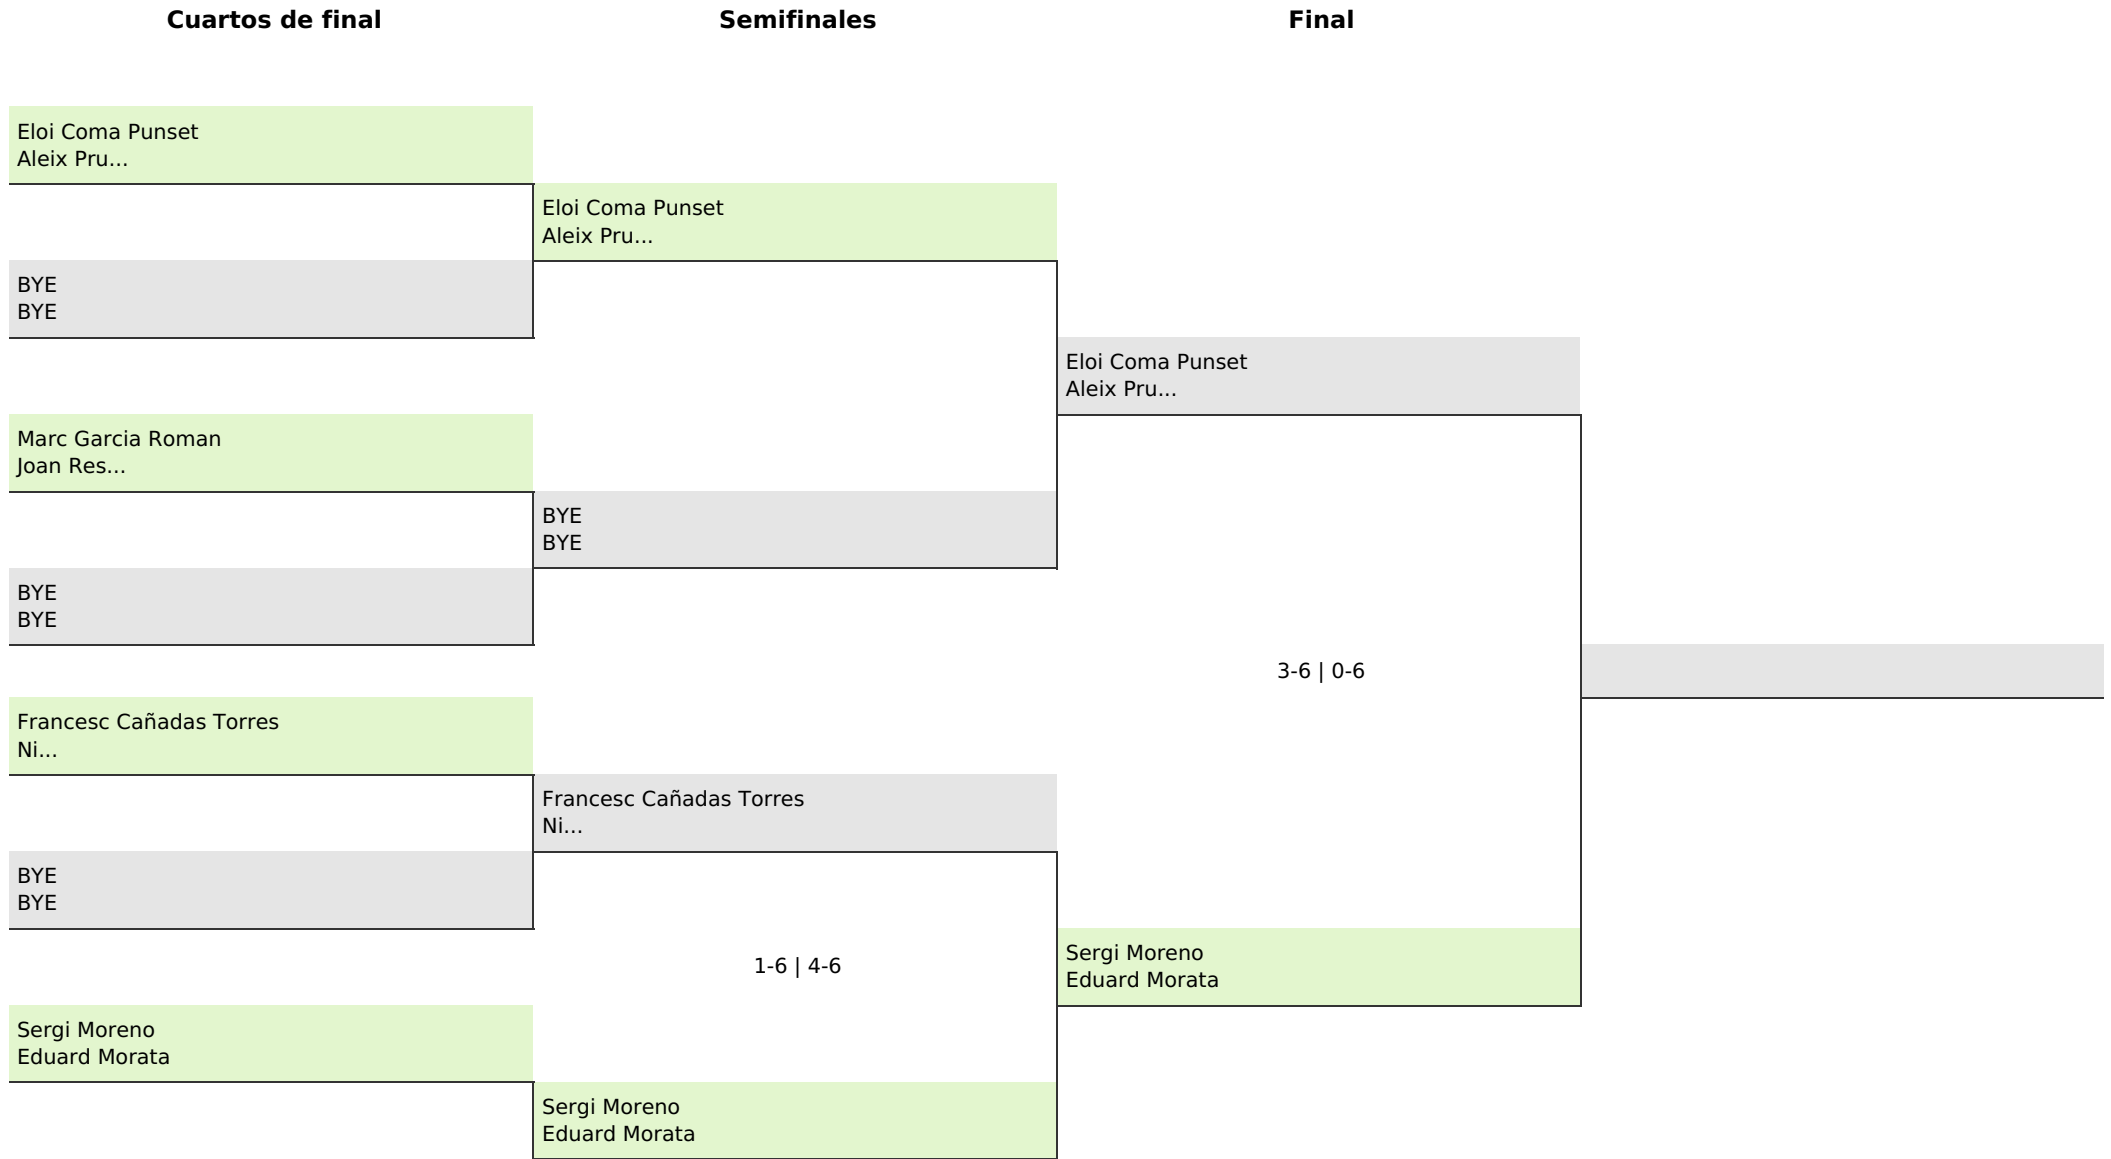 Cuartos de final
Semifinales
Final
Eloi Coma Punset
Aleix Pru...
BYE
BYE
Marc Garcia Roman
Joan Res...
BYE
BYE
Francesc Cañadas Torres
Ni...
BYE
BYE
Sergi Moreno
Eduard Morata
Eloi Coma Punset
Aleix Pru...
BYE
BYE
Francesc Cañadas Torres
Ni...
1-6 | 4-6
Sergi Moreno
Eduard Morata
Eloi Coma Punset
Aleix Pru...
3-6 | 0-6
Sergi Moreno
Eduard Morata